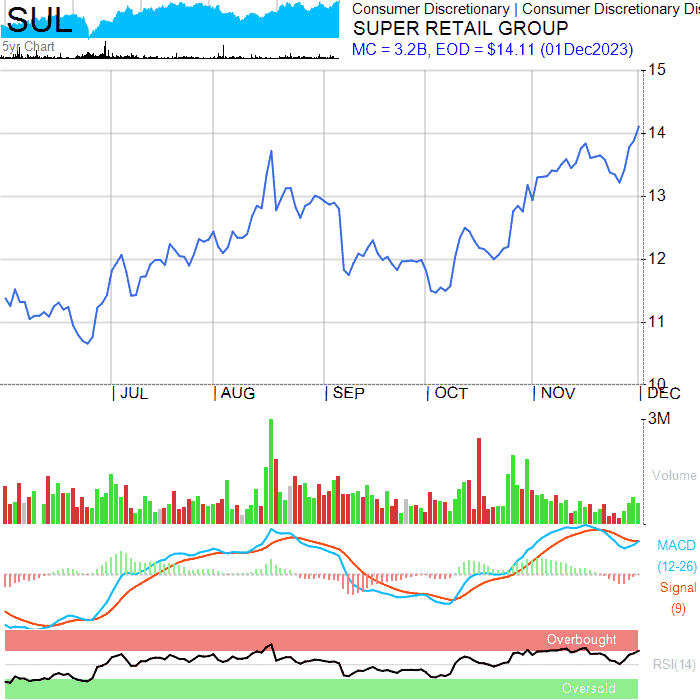 SUL
5yr Chart
Consumer Discretionary | Consumer Discretionary Dis
SUPER RETAIL GROUP
MC = 3.2B, EOD = $14.11 (01Dec2023)
15
14
13
12
11
10
| JUL | AUG | SEP | OCT | NOV | DEC
3M
Volume
MACD
(12-26)
Signal
(9)
Overbought
RSI(14)
Oversold